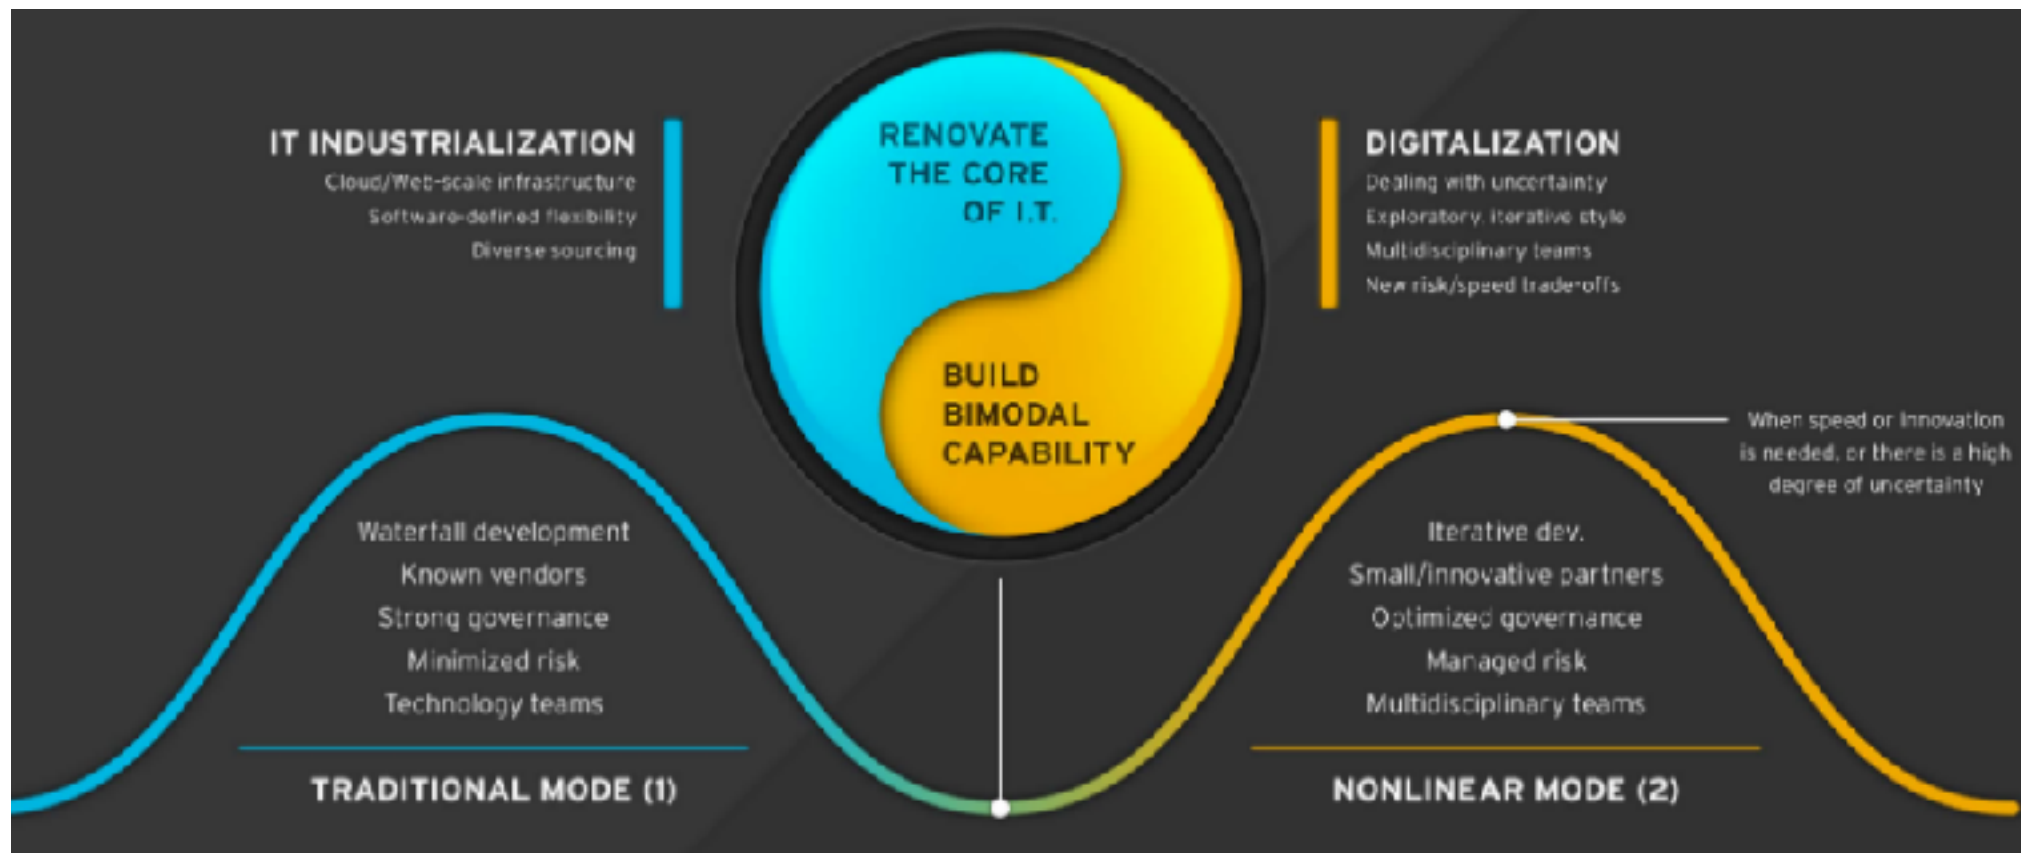 IT INDUSTRIALIZATION
Cloud/Web-scale infrastructure
Software-defined flexibility
Diverse sourcing
RENOVATE
THE CORE
OF I.T.
BUILD
BIMODAL
CAPABILITY
DIGITALIZATION
Dealing with uncertainty
Exploratory, iterative style
Multidisciplinary teams
New risk/speed trade-offs
Waterfall development
Known vendors
Strong governance
Minimized risk
Technology teams
TRADITIONAL MODE (1)
When speed or innovation
is needed, or there is a high
degree of uncertainty
Iterative dev.
Small/innovative partners
Optimized governance
Managed risk
Multidisciplinary teams
NONLINEAR MODE (2)